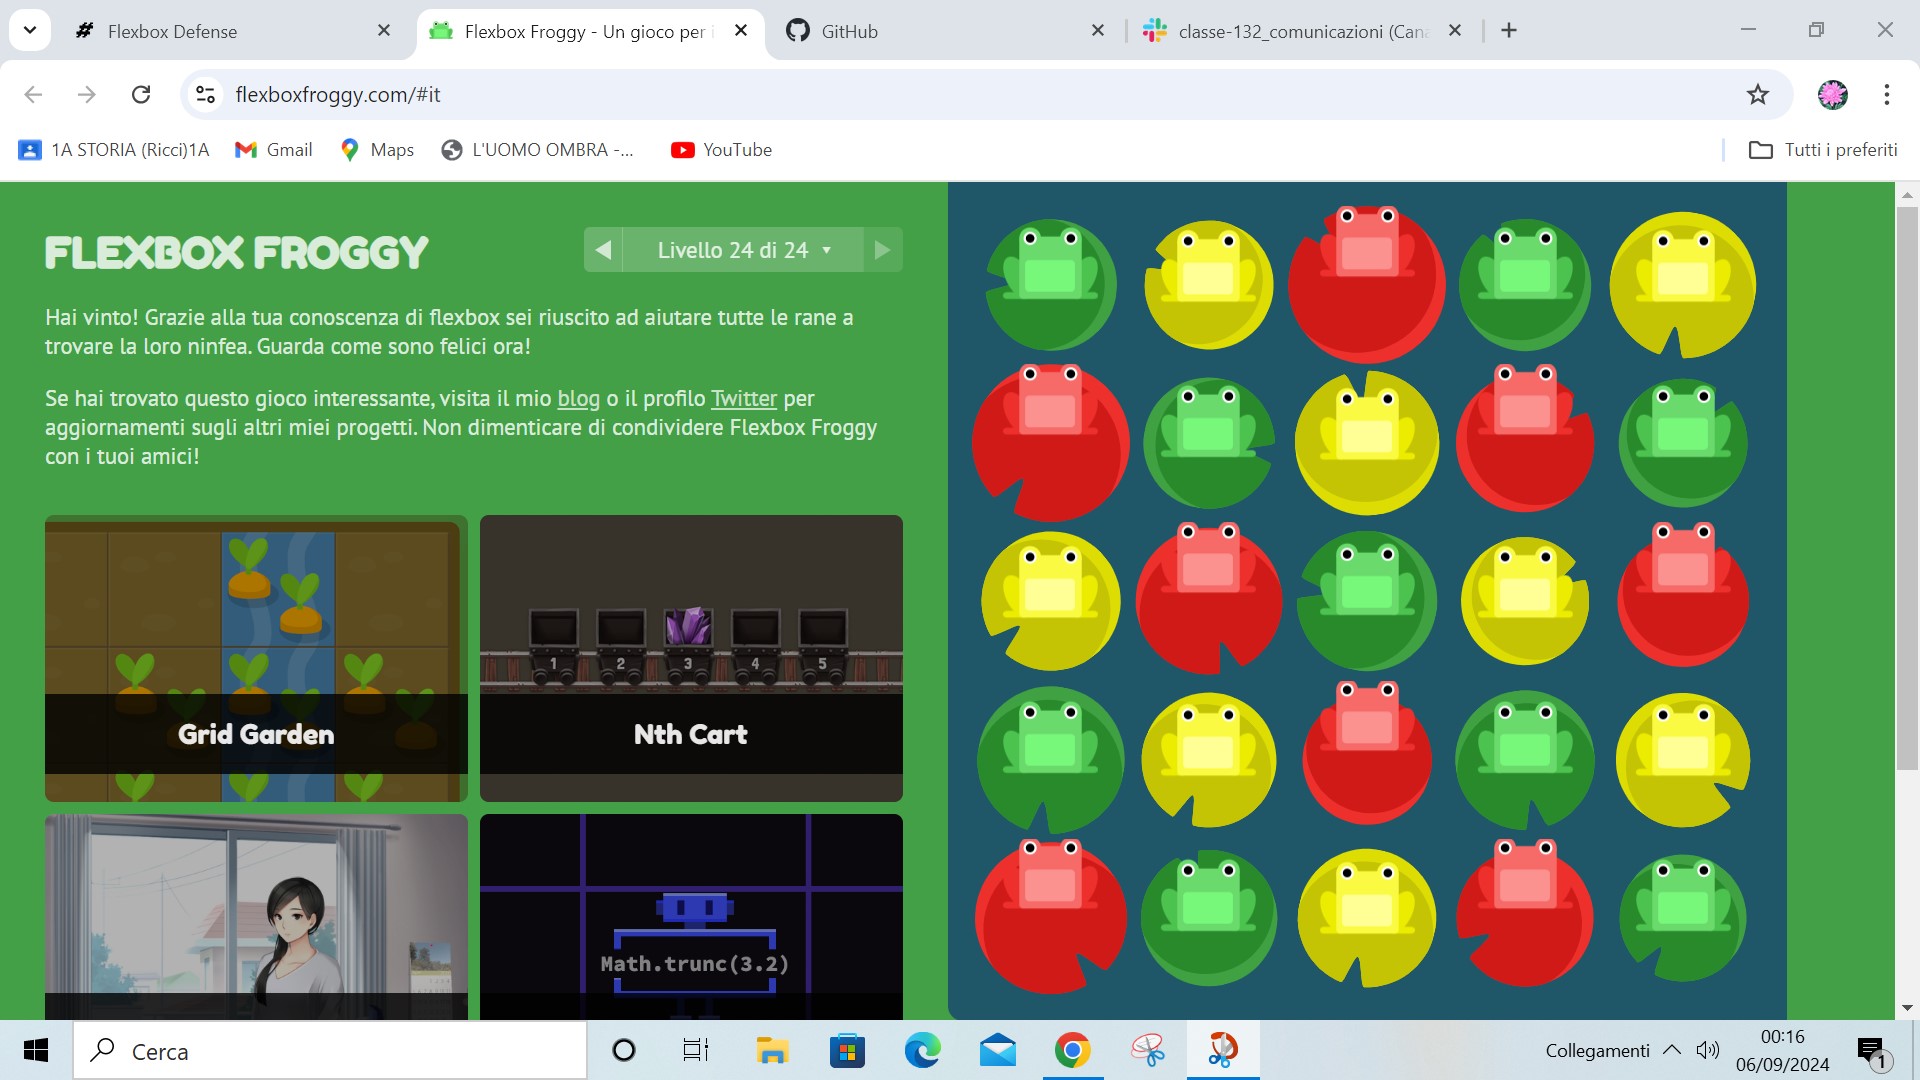 Flexbox Defense
Flexbox Froggy - Un gioco per i
GitHub
classe-132_comunicazioni (Cana
flexboxfroggy.com/#it
1A STORIA (Ricci)1A
Gmail
Maps
L'UOMO OMBRA -...
YouTube
Tutti i preferiti
FLEXBOX FROGGY
Livello 24 di 24
Hai vinto! Grazie alla tua conoscenza di flexbox sei riuscito ad aiutare tutte le rane a
trovare la loro ninfea. Guarda come sono felici ora!
Se hai trovato questo gioco interessante, visita il mio blog o il profilo Twitter per
aggiornamenti sugli altri miei progetti. Non dimenticare di condividere Flexbox Froggy
con i tuoi amici!
1 2 3 4 5
Grid Garden
Nth Cart
Math.trunc(3.2)
Cerca
Collegamenti
00:16
06/09/2024
1